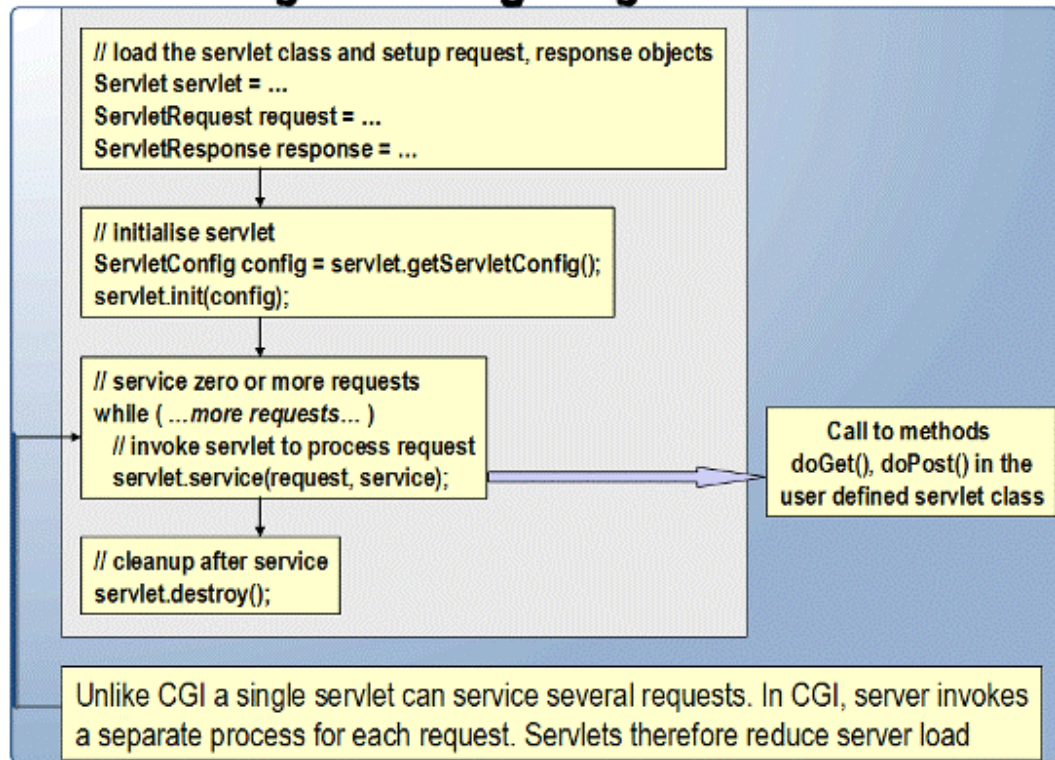 // load the servlet class and setup request, response objects
Servlet servlet = ...
ServletRequest request = ...
ServletResponse response = ...
// initialise servlet
ServletConfig config = servlet.getServletConfig();
servlet.init(config);
// service zero or more requests
while ( ...more requests... )
// invoke servlet to process request
servlet.service(request, service);
Call to methods
doGet(), doPost() in the
user defined servlet class
// cleanup after service
servlet.destroy();
Unlike CGI a single servlet can service several requests. In CGI, server invokes
a separate process for each request. Servlets therefore reduce server load